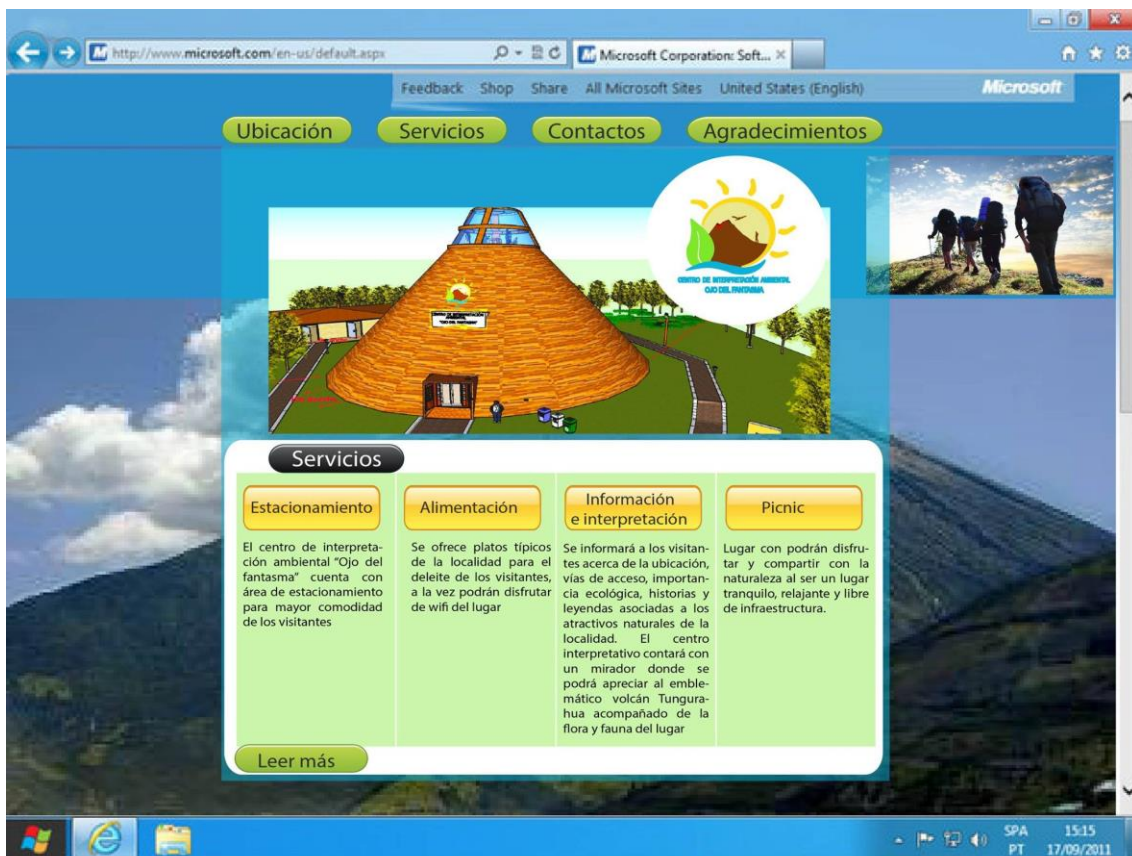 http://www.microsoft.com/en-us/default.aspx
Microsoft Corporation: Soft...
Feedback Shop Share All Microsoft Sites United States (English)
Microsoft
Ubicación
Servicios
Contactos
Agradecimientos
CENTRO DE INTERPRETACIÓN AMBIENTAL
OJO DEL FANTASMA
CENTRO DE INTERPRETACIÓN
AMBIENTAL
"OJO DEL FANTASMA"
Servicios
Estacionamiento
El centro de interpreta-
ción ambiental "Ojo del
fantasma" cuenta con
área de estacionamiento
para mayor comodidad
de los visitantes
Alimentación
Se ofrece platos típicos
de la localidad para el
deleite de los visitantes,
a la vez podrán disfrutar
de wifi del lugar
Información
e interpretación
Se informará a los visitan-
tes acerca de la ubicación,
vías de acceso, importan-
cia ecológica, historias y
leyendas asociadas a los
atractivos naturales de la
localidad. El centro
interpretativo contará con
un mirador donde se
podrá apreciar al emble-
mático volcán Tungura-
hua acompañado de la
flora y fauna del lugar
Picnic
Lugar con podrán disfru-
tar y compartir con la
naturaleza al ser un lugar
tranquilo, relajante y libre
de infraestructura.
Leer más
SPA
PT
15:15
17/09/2011